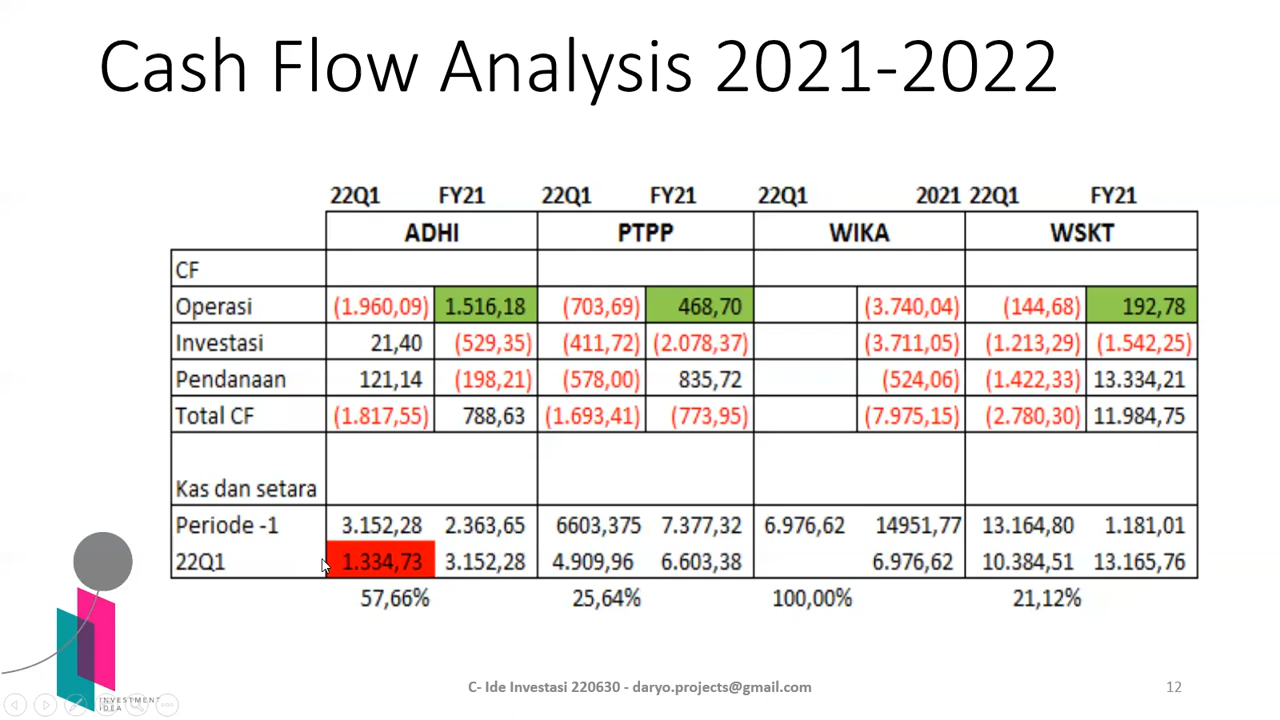 Cash Flow Analysis 2021-2022
22Q1 FY21 22Q1 FY21 22Q1 2021 22Q1 FY21
ADHI PTPP WIKA WSKT
CF
Operasi (1.960,09) 1.516,18 (703,69) 468,70 (3.740,04) (144,68) 192,78
Investasi 21,40 (529,35) (411,72) (2.078,37) (3.711,05) (1.213,29) (1.542,25)
Pendanaan 121,14 (198,21) (578,00) 835,72 (524,06) (1.422,33) 13.334,21
Total CF (1.817,55) 788,63 (1.693,41) (773,95) (7.975,15) (2.780,30) 11.984,75
Kas dan setara
Periode -1 3.152,28 2.363,65 6603,375 7.377,32 6.976,62 14951,77 13.164,80 1.181,01
22Q1 1.334,73 3.152,28 4.909,96 6.603,38 6.976,62 10.384,51 13.165,76
57,66% 25,64% 100,00% 21,12%
C- Ide Investasi 220630 - daryo.projects@gmail.com
12
INVESTMENT
IDEA